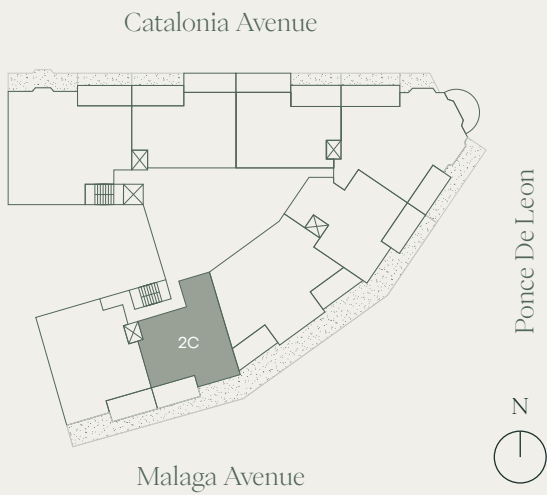 Catalonia Avenue
Ponce De Leon
2C
N
Malaga Avenue